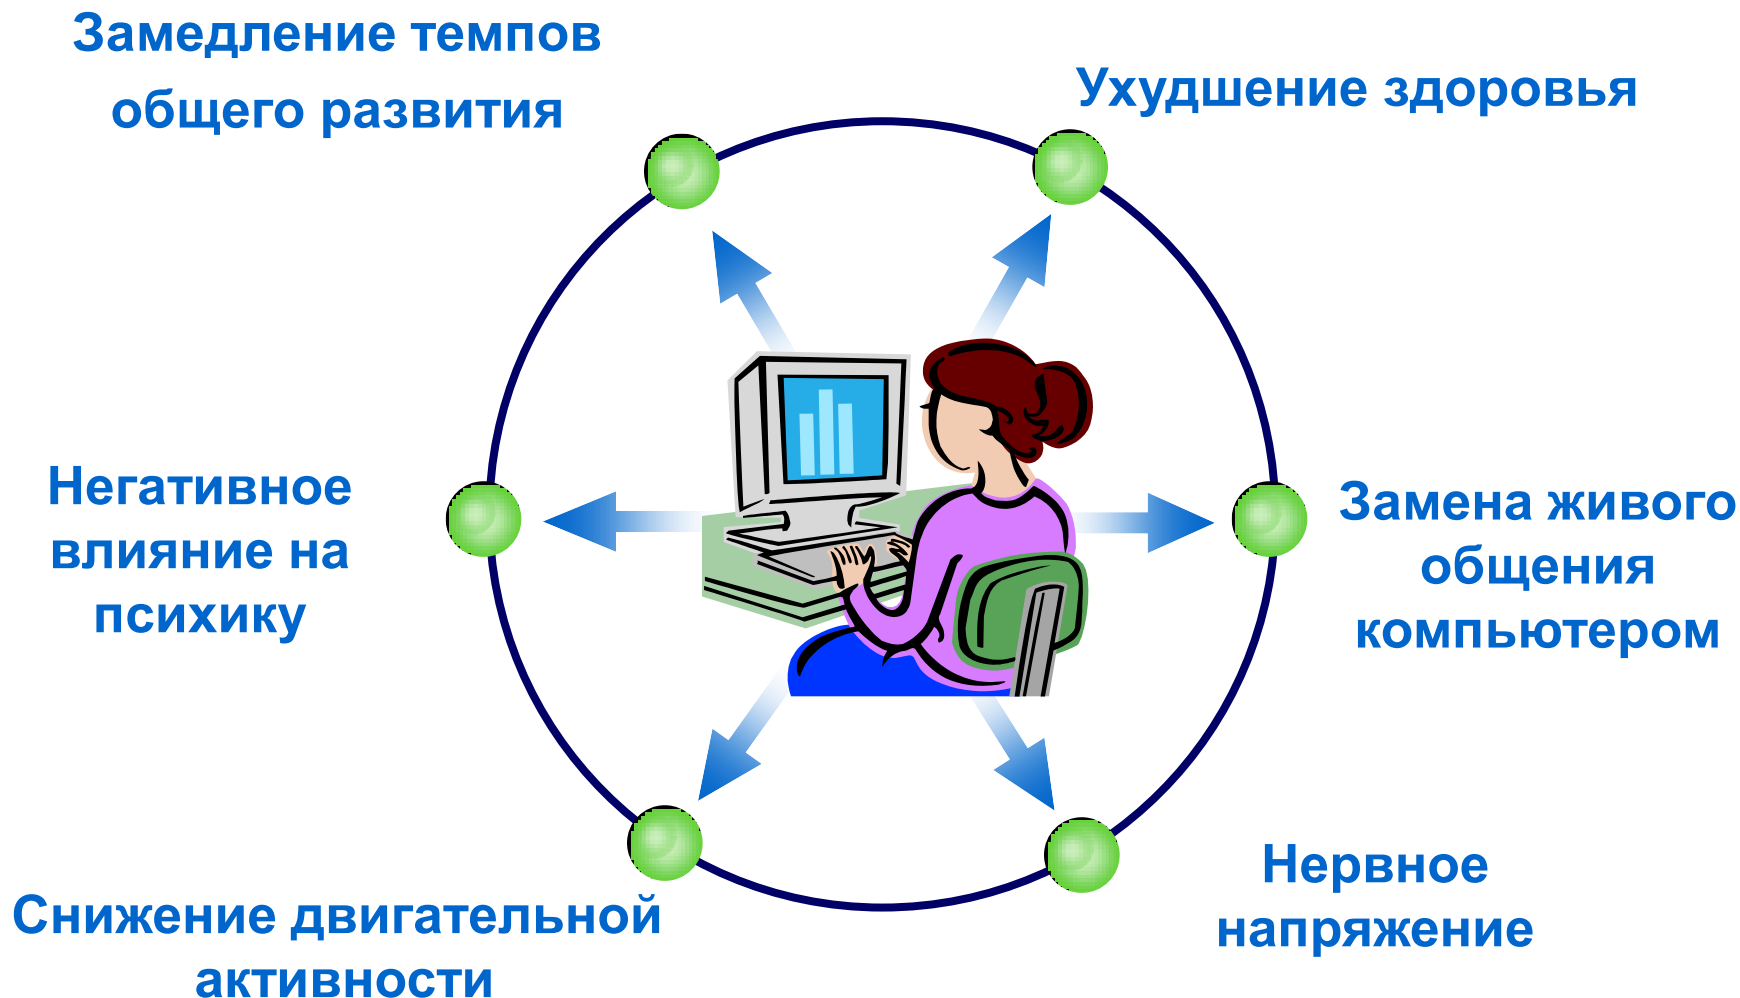 Замедление темпов
общего развития
Ухудшение здоровья
Негативное
влияние на
психику
Замена живого
общения
компьютером
Снижение двигательной
активности
Нервное
напряжение